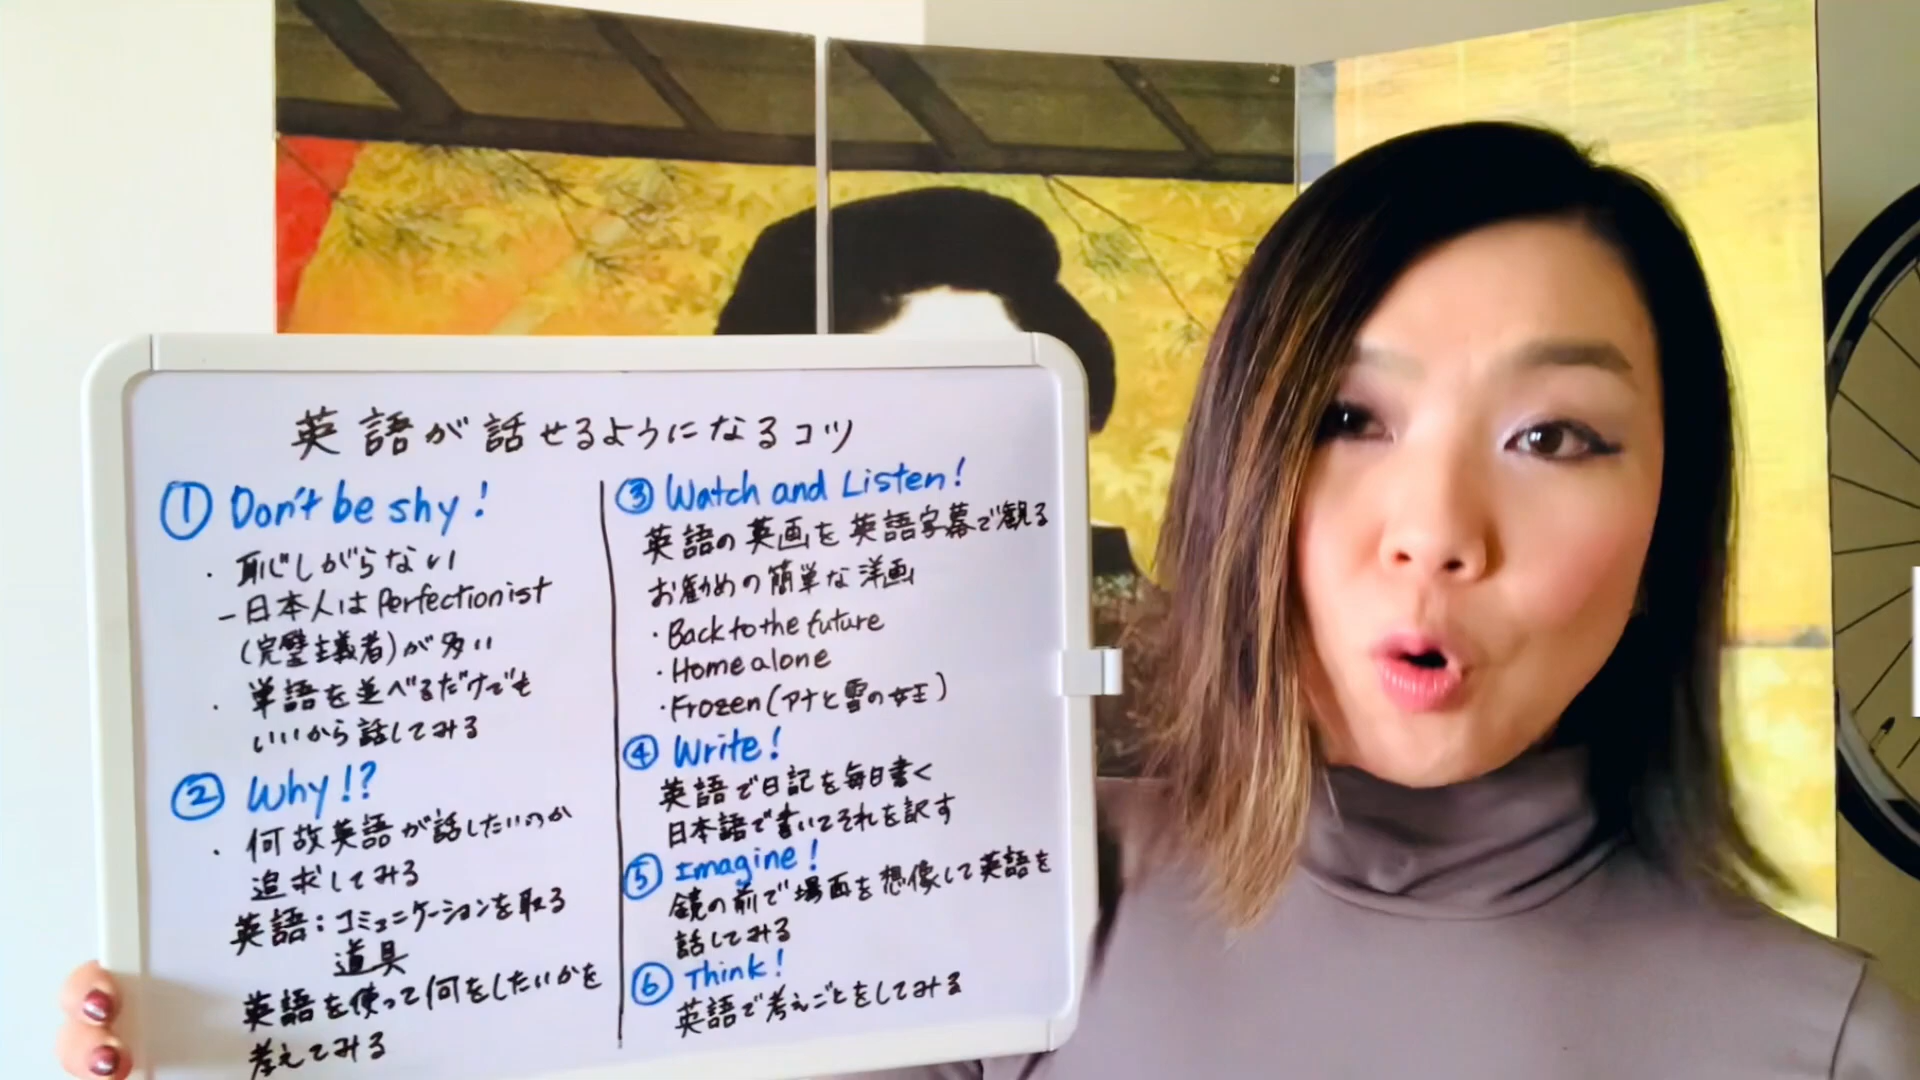 英語が話せるようになるコツ
① Don't be shy!
・恥じしがらない
－日本人はPerfectionist
(完璧主義者)が多い
・単語を並べるだけでも
いいから話してみる
② Why!?
・何故英語が話したいのか
追求してみる
英語:コミュニケーションを取る
道具
英語を使って何をしたいかを
考えてみる
③ Watch and Listen!
英語の英画を英語字幕で観る
お勧めの簡単な洋画
・Back to the future
・Home alone
・Frozen(アナと雪の女王)
④ Write!
英語で日記を毎日書く
日本語で書いてそれを訳す
⑤ Imagine!
鏡の前で場面を想像して英語を
話してみる
⑥ Think!
英語で考えごとをしてみる